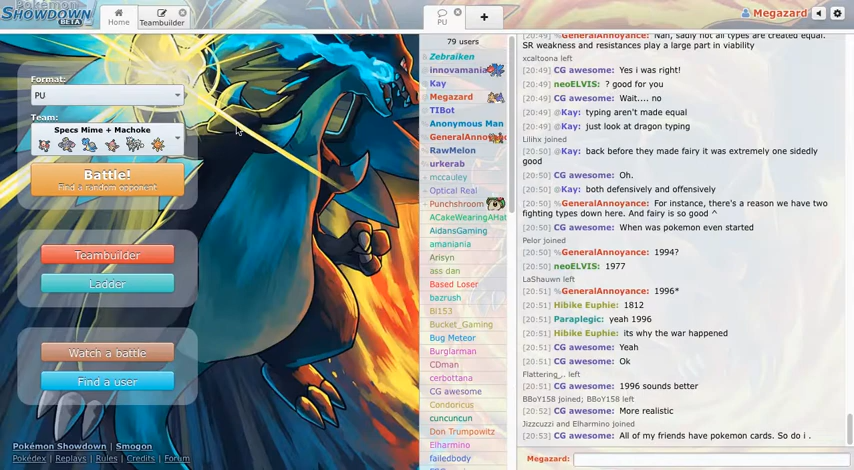 Pokémon
SHOWDOWN
BETA
Home
Teambuilder
PU
Megazard
Format:
PU
Team:
Specs Mime + Machoke
Battle!
Find a random opponent
Teambuilder
Ladder
Watch a battle
Find a user
Pokémon Showdown | Smogon
Pokédex | Replays | Rules | Credits | Forum
79 users
Zebraiken
innovamania
Kay
Megazard
TIBot
Anonymous Man
GeneralAnnoyance
RawMelon
urkerab
mccauley
Optical Real
Punchshroom
ACakeWearingAHat
AidansGaming
amaniania
Arisyn
ass dan
Based Loser
bazrush
Bl153
Bucket_Gaming
Bug Meteor
Burglarman
CDman
cerbottana
CG awesome
Condoricus
cuncuncun
Don Trumpowitz
Elharmino
failedbody
[20:49] %GeneralAnnoyance: Nah, sadly not all types are created equal.
SR weakness and resistances play a large part in viability
xcaltoona left
[20:49] CG awesome: Yes i was right!
[20:49] neoELVIS: ? good for you
[20:49] CG awesome: Wait.... no
[20:49] @Kay: typing aren't made equal
[20:49] @Kay: just look at dragon typing
Lilihx joined
[20:50] @Kay: back before they made fairy it was extremely one sidedly
good
[20:50] CG awesome: Oh.
[20:50] @Kay: both defensively and offensively
[20:50] %GeneralAnnoyance: For instance, there's a reason we have two
fighting types down here. And fairy is so good ^
[20:50] CG awesome: When was pokemon even started
Pelor joined
[20:50] %GeneralAnnoyance: 1994?
[20:50] neoELVIS: 1977
LaShauwn left
[20:51] %GeneralAnnoyance: 1996*
[20:51] Hibike Euphie: 1812
[20:51] Paraplegic: yeah 1996
[20:51] Hibike Euphie: its why the war happened
[20:51] CG awesome: Yeah
[20:51] CG awesome: Ok
Flattering_.. left
[20:51] CG awesome: 1996 sounds better
BBoY158 joined; BBoY158 left
[20:52] CG awesome: More realistic
Jizzcuzzi and Elharmino joined
[20:53] CG awesome: All of my friends have pokemon cards. So do i .
Megazard: